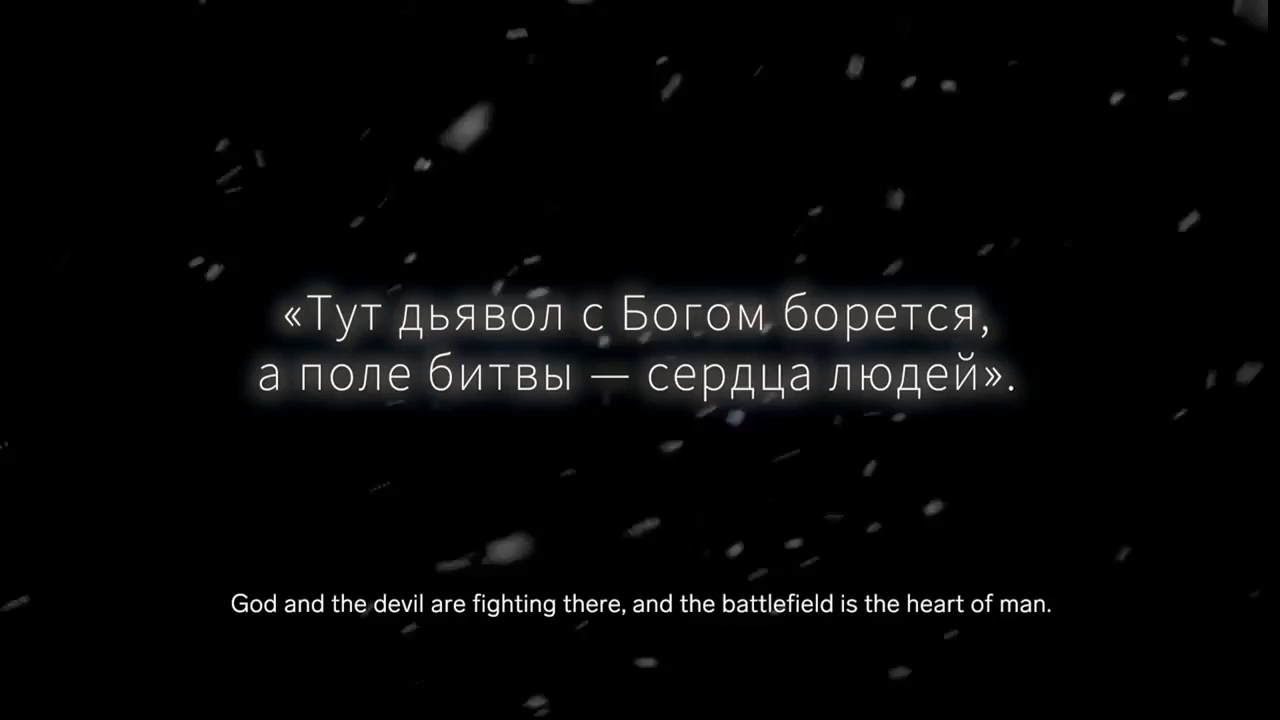 «Тут дьявол с Богом борется,
а поле битвы — сердца людей».
God and the devil are fighting there, and the battlefield is the heart of man.